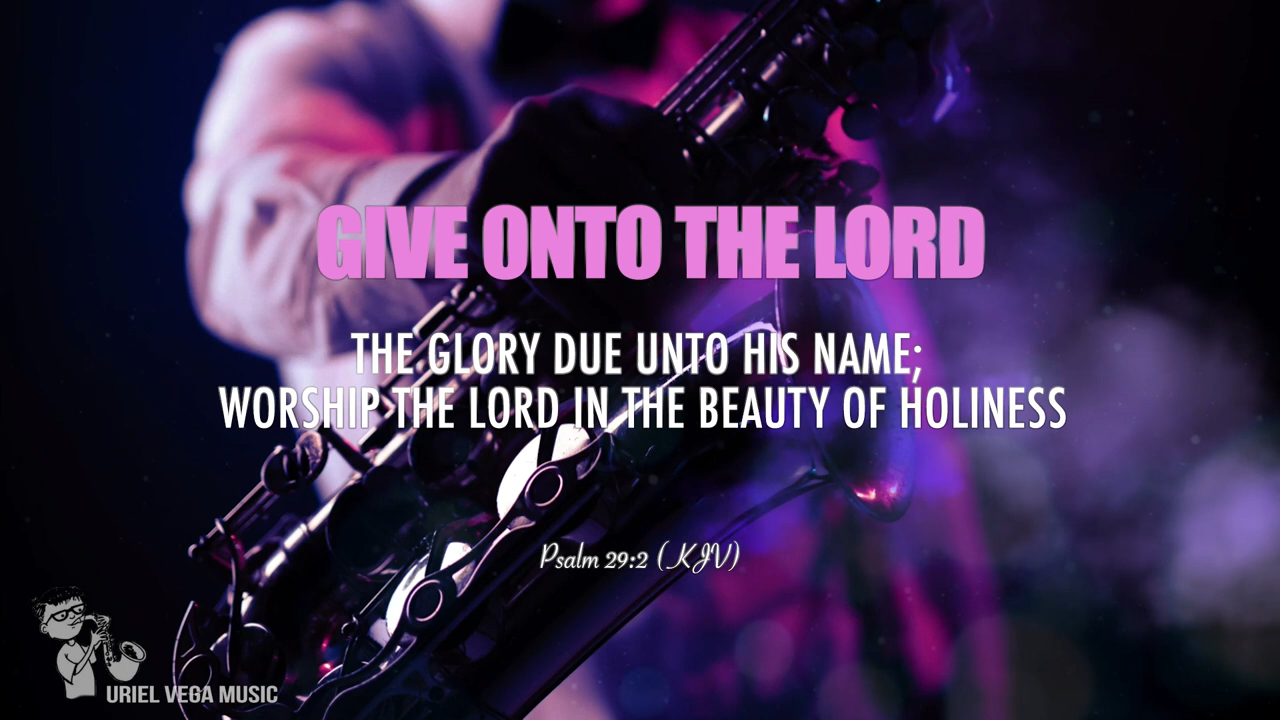 GIVE ONTO THE LORD
THE GLORY DUE UNTO HIS NAME;
WORSHIP THE LORD IN THE BEAUTY OF HOLINESS
Psalm 29:2 (KJV)
URIEL VEGA MUSIC